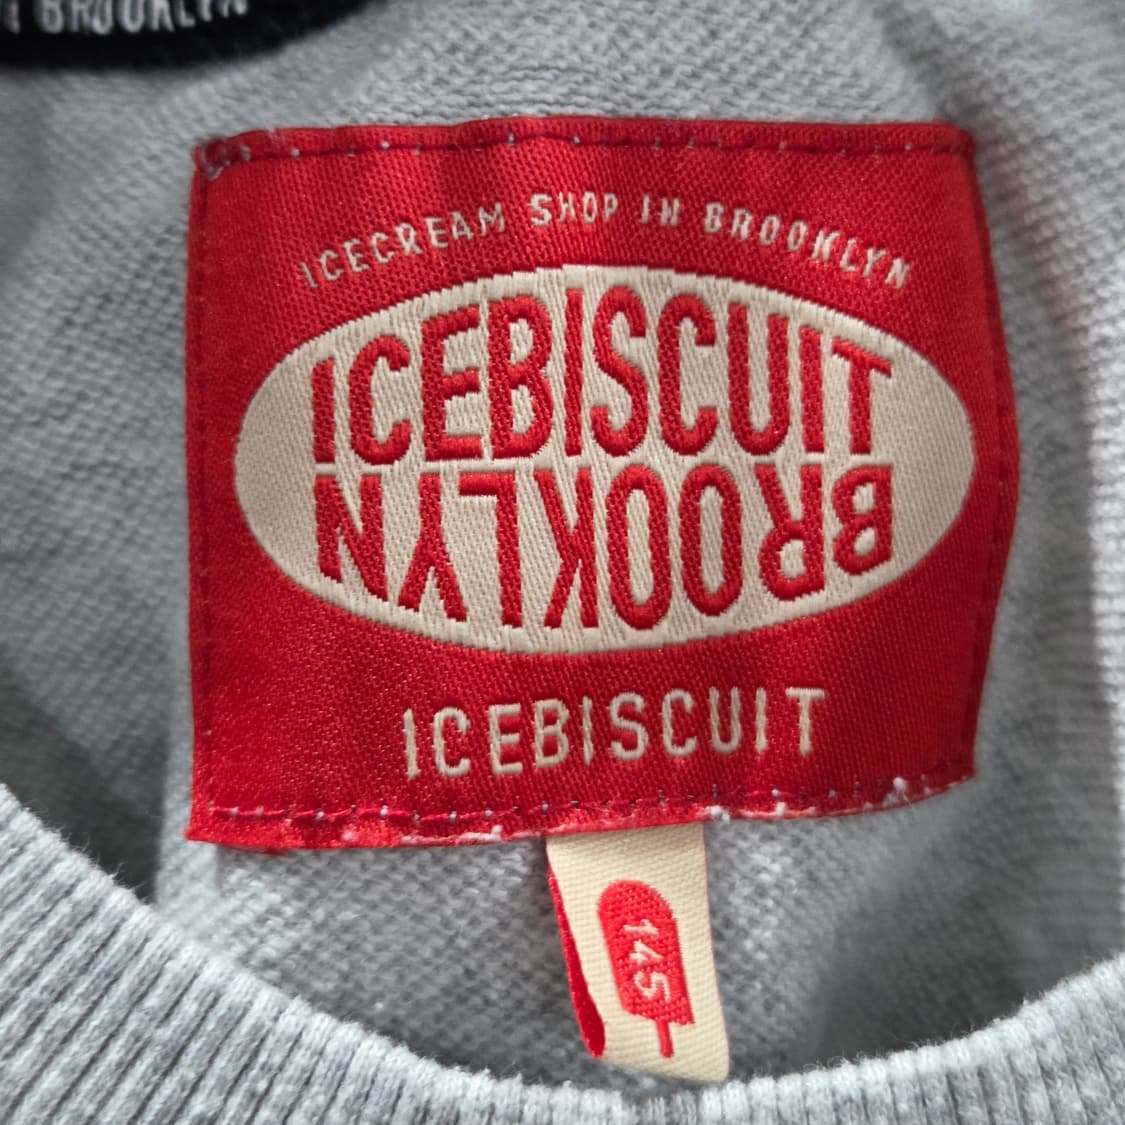 BROOKLYN
ICECREAM SHOP IN BROOKLYN
ICEBISCUIT
BROOKLYN
ICEBISCUIT
145